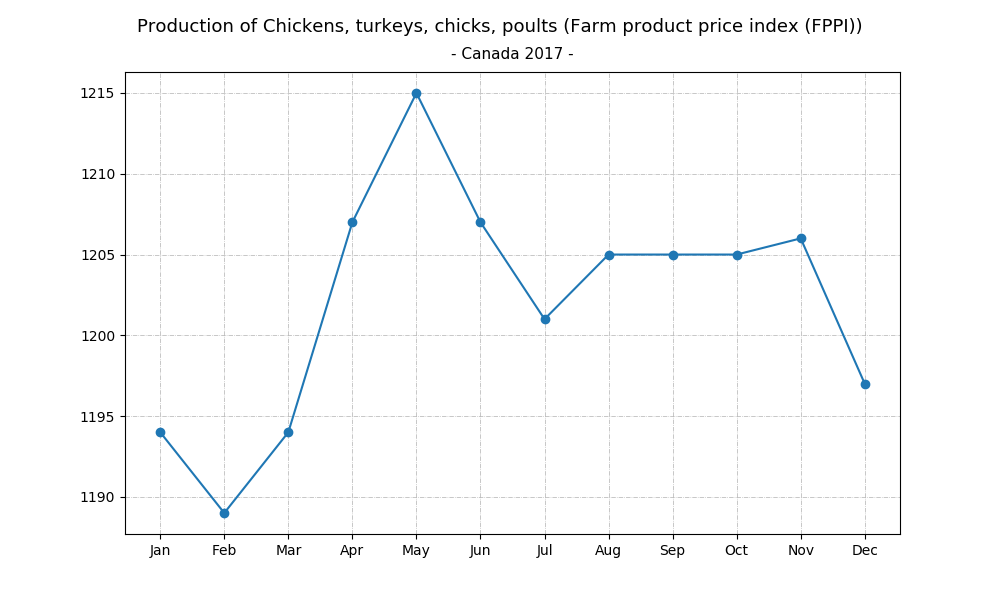 Production of Chickens, turkeys, chicks, poults (Farm product price index (FPPI))
- Canada 2017 -
1215
1210
1205
1200
1195
1190
Jan Feb Mar Apr May Jun Jul Aug Sep Oct Nov Dec